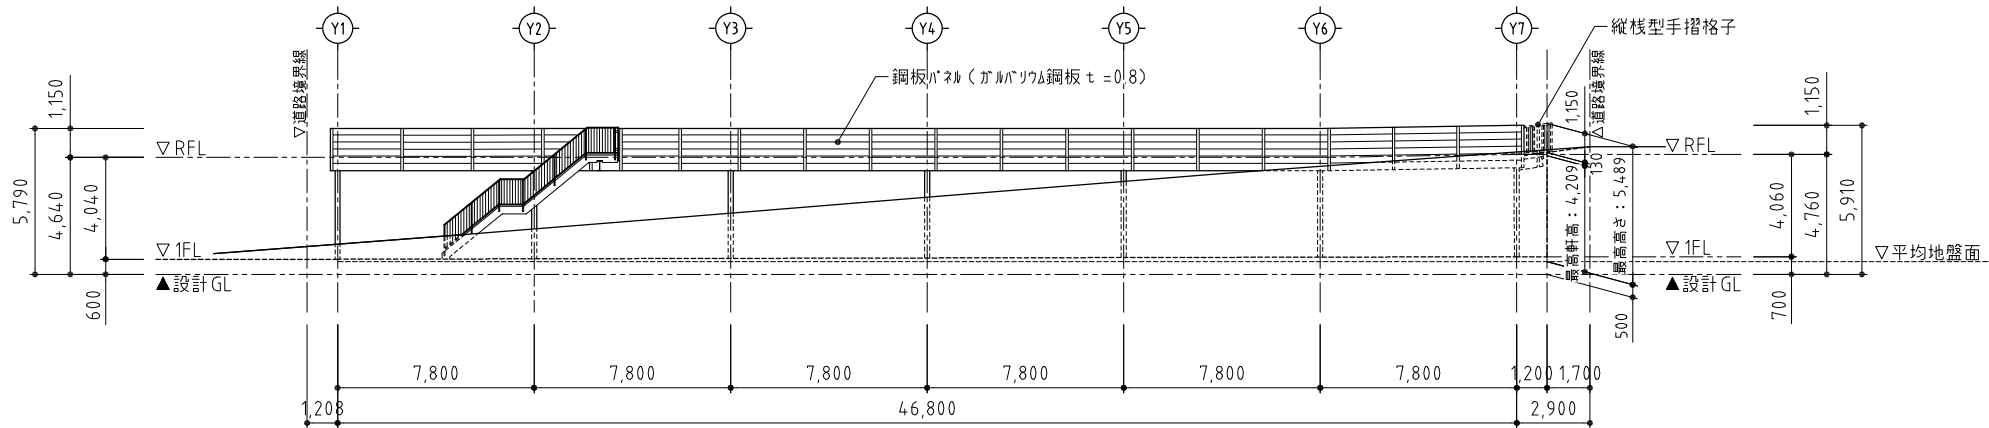 Y1 Y2 Y3 Y4 Y5 Y6 Y7
縦桟型手摺格子
鋼板パネル（ガルバリウム鋼板 t =0.8）
▽道路境界線
▽道路境界線
1,150
5,790
4,640
4,040
600
▽RFL
▽1FL
▲設計GL
1,150
130
最高軒高：4,209
最高高さ：5,489
500
▽RFL
▽1FL
▲設計GL
▽平均地盤面
1,150
4,060
4,760
5,910
700
7,800 7,800 7,800 7,800 7,800 7,800 1,200 1,700
1,208 46,800 2,900